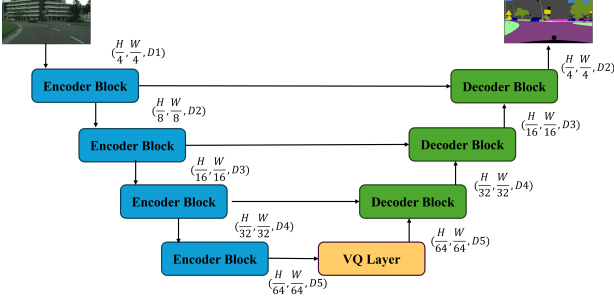 (H/4, W/4, D1)
(H/4, W/4, D2)
Encoder Block
Decoder Block
(H/8, W/8, D2)
(H/16, W/16, D3)
Encoder Block
Decoder Block
(H/16, W/16, D3)
(H/32, W/32, D4)
Encoder Block
Decoder Block
(H/32, W/32, D4)
(H/64, W/64, D5)
Encoder Block
VQ Layer
(H/64, W/64, D5)